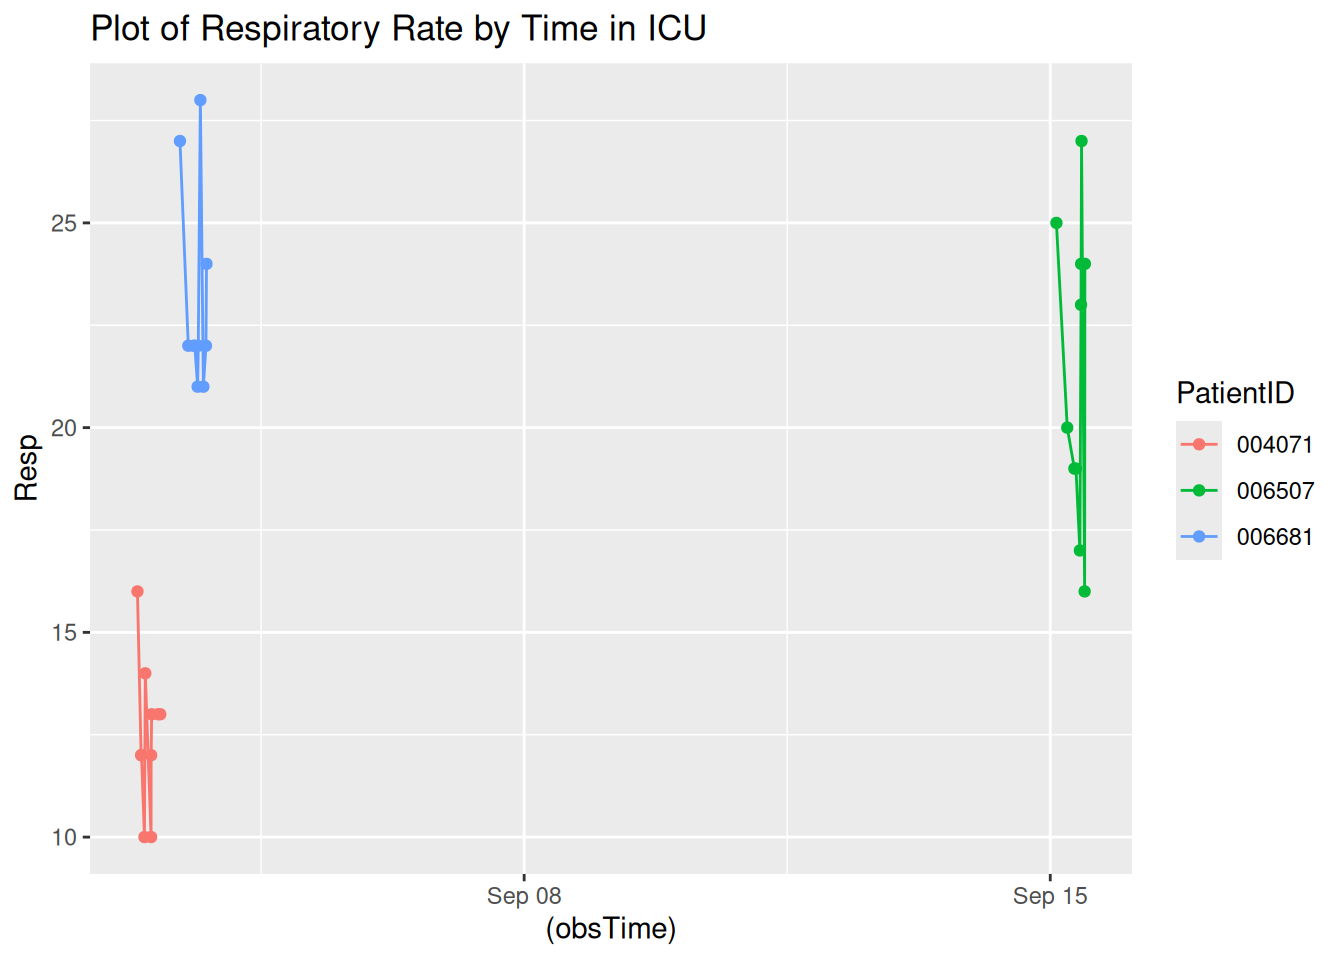 Plot of Respiratory Rate by Time in ICU
25
20
15
10
Resp
Sep 08
Sep 15
(obsTime)
PatientID
004071
006507
006681